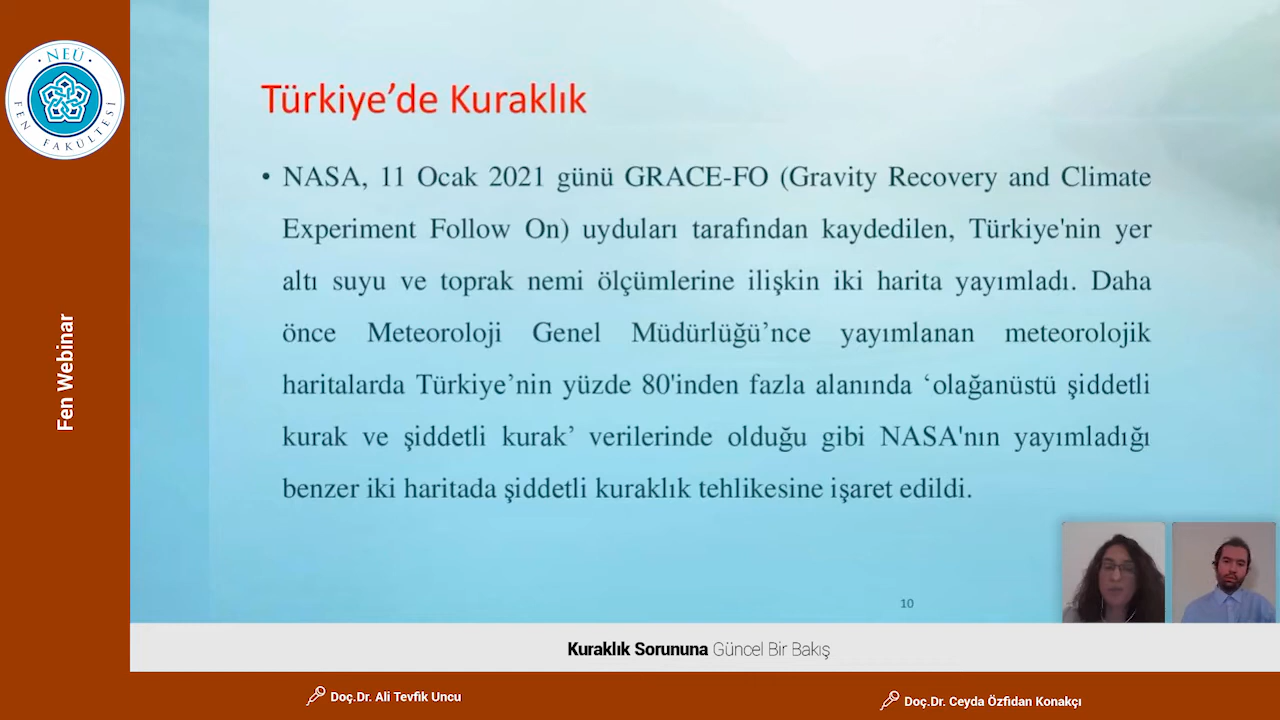 NEÜ
FEN FAKÜLTESİ
Fen Webinar
Türkiye’de Kuraklık
• NASA, 11 Ocak 2021 günü GRACE-FO (Gravity Recovery and Climate
Experiment Follow On) uyduları tarafından kaydedilen, Türkiye'nin yer
altı suyu ve toprak nemi ölçümlerine ilişkin iki harita yayımladı. Daha
önce Meteoroloji Genel Müdürlüğü’nce yayımlanan meteorolojik
haritalarda Türkiye’nin yüzde 80'inden fazla alanında ‘olağanüstü şiddetli
kurak ve şiddetli kurak’ verilerinde olduğu gibi NASA'nın yayımladığı
benzer iki haritada şiddetli kuraklık tehlikesine işaret edildi.
10
Kuraklık Sorununa Güncel Bir Bakış
Doç.Dr. Ali Tevfik Uncu
Doç.Dr. Ceyda Özfidan Konakçı